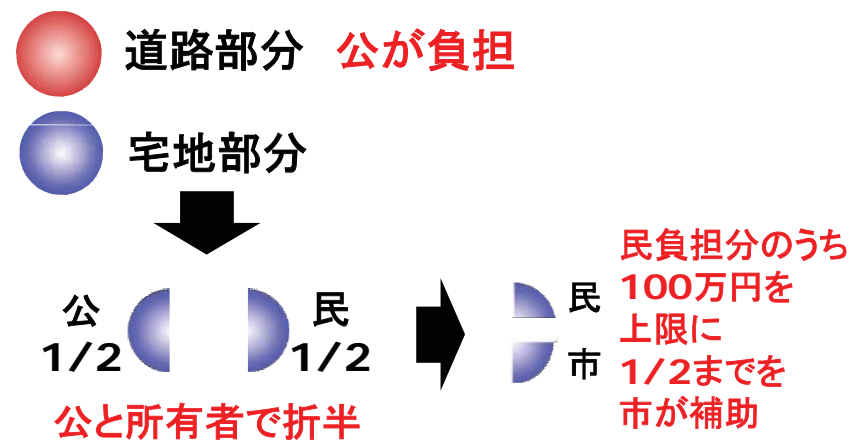 道路部分 公が負担
宅地部分
公
1/2
民
1/2
公と所有者で折半
民
市
民負担分のうち
100万円を
上限に
1/2までを
市が補助